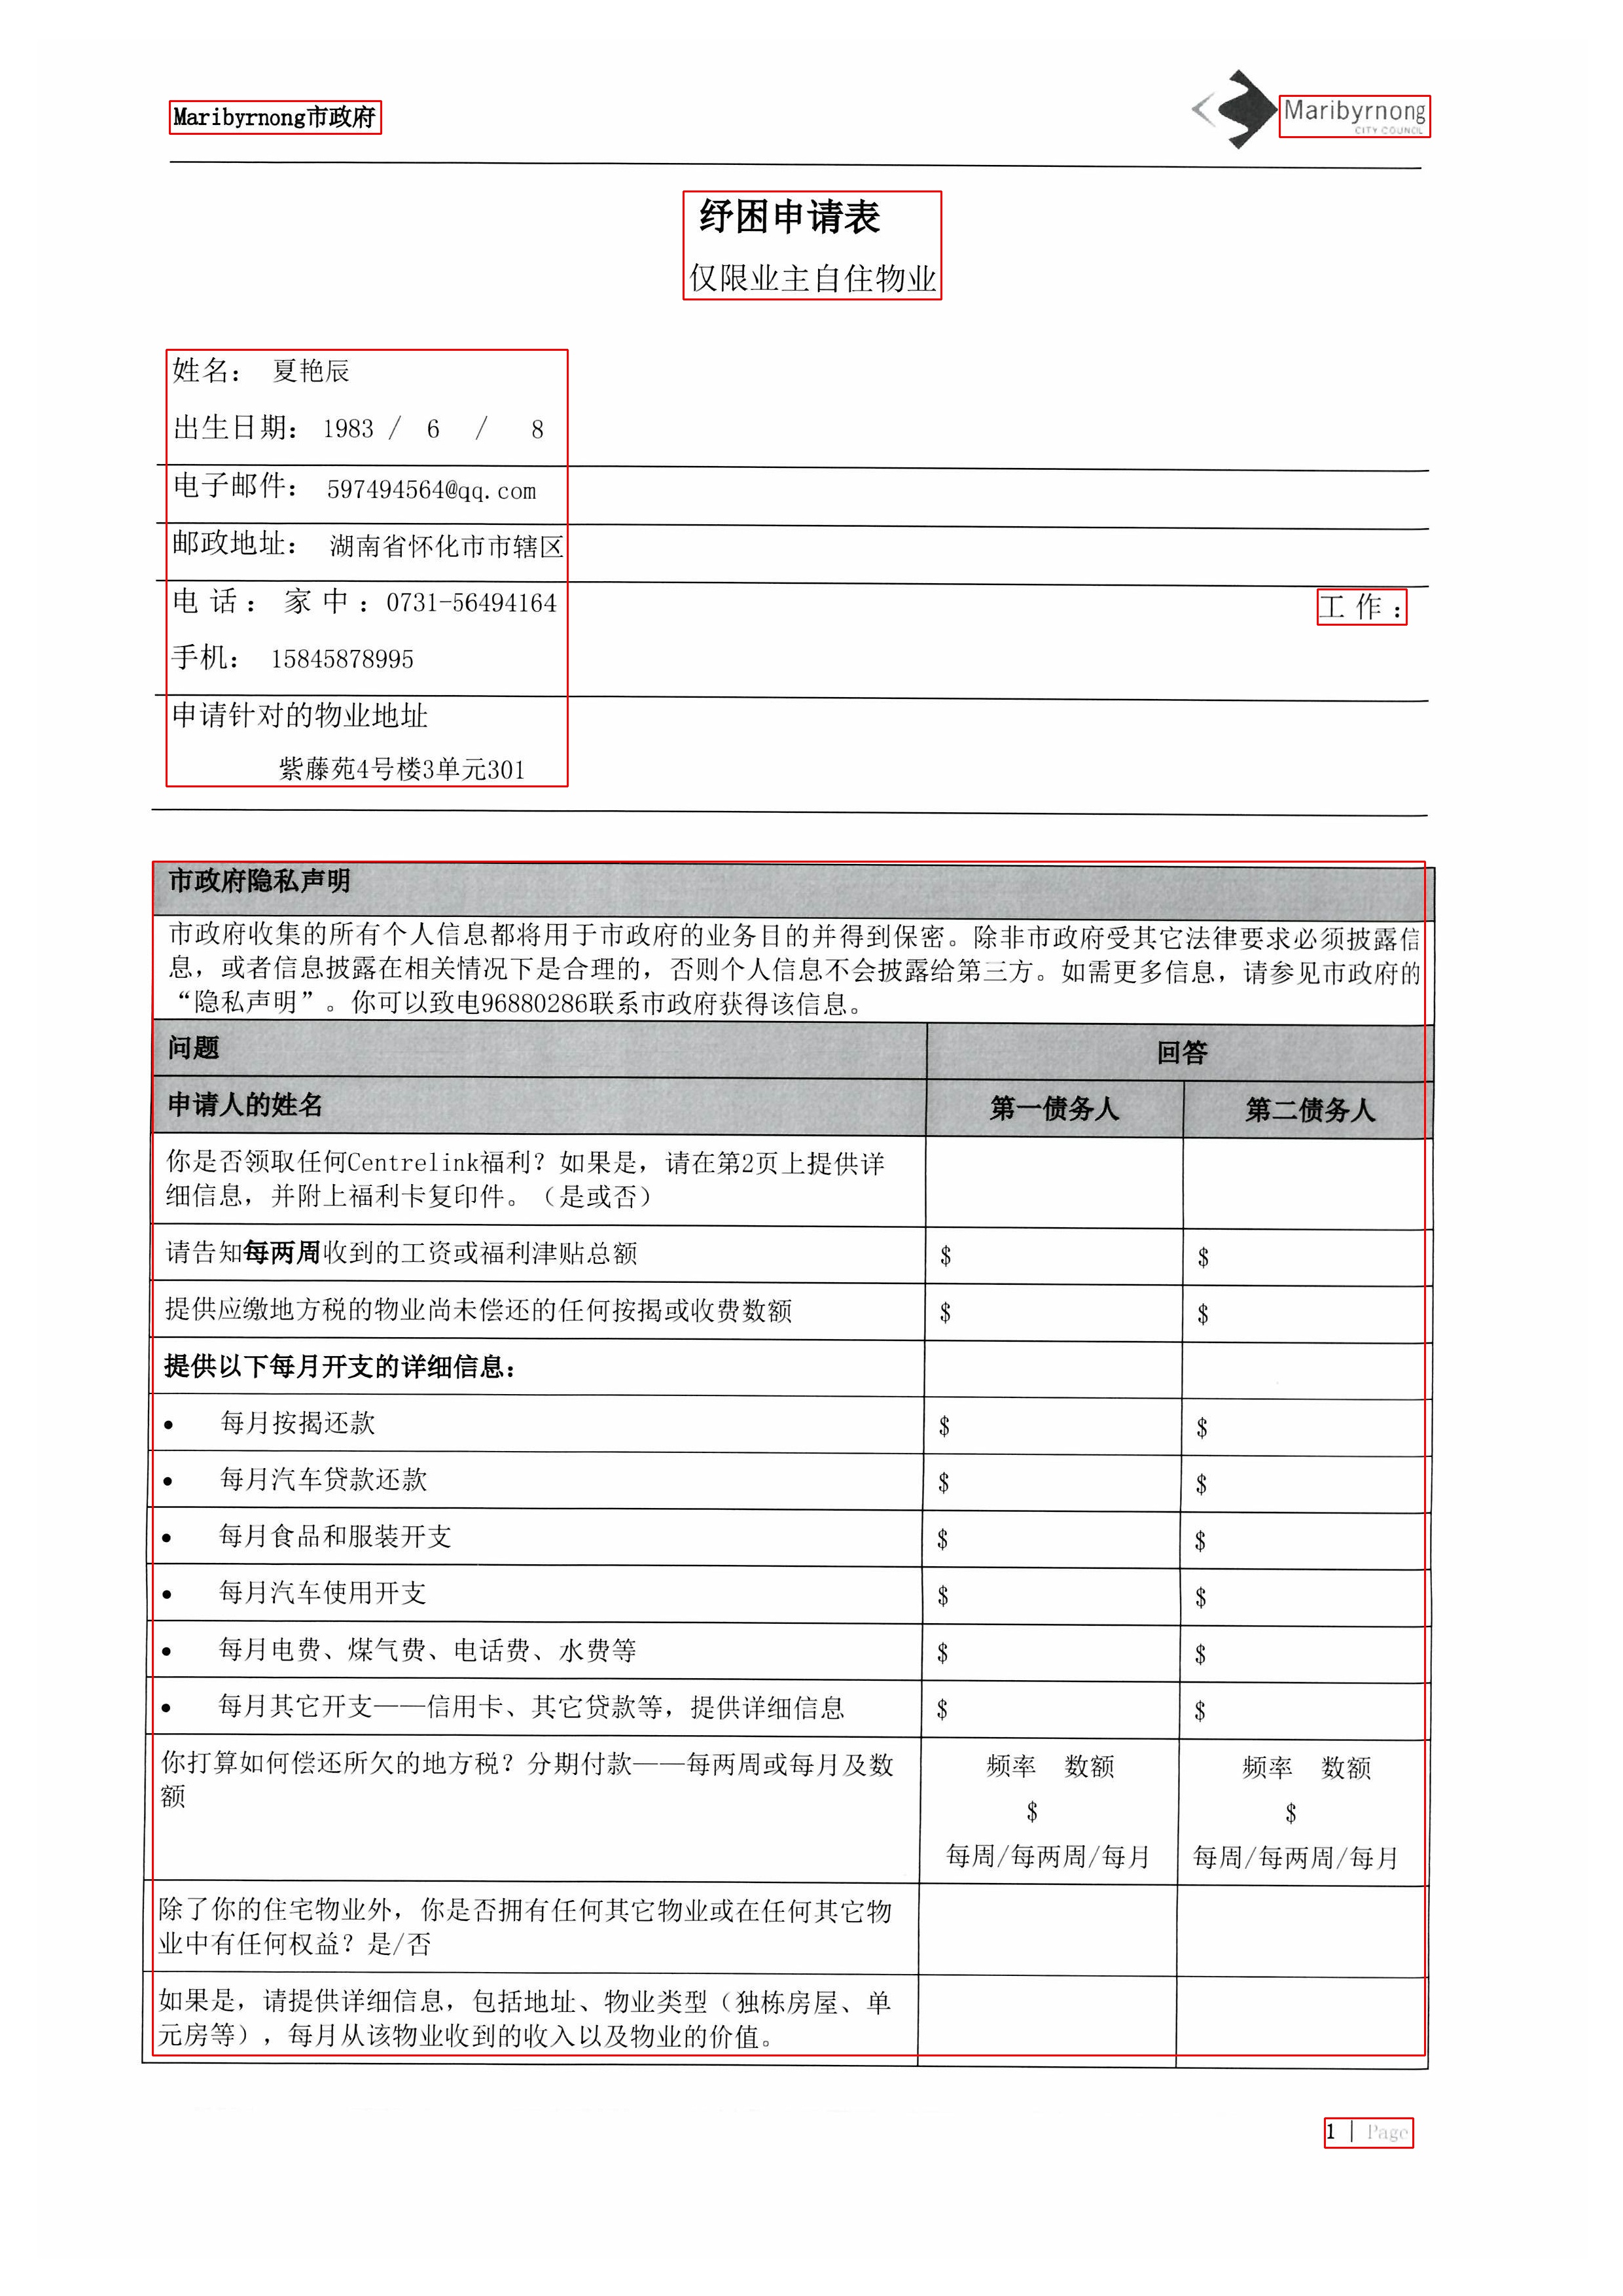 Maribyrnong市政府
Maribyrnong
CITY COUNCIL
纾困申请表
仅限业主自住物业
姓名： 夏艳辰
出生日期： 1983 / 6 / 8
电子邮件： 597494564@qq.com
邮政地址： 湖南省怀化市市辖区
电话：家中：0731-56494164 工作：
手机： 15845878995
申请针对的物业地址
紫藤苑4号楼3单元301
市政府隐私声明
市政府收集的所有个人信息都将用于市政府的业务目的并得到保密。除非市政府受其它法律要求必须披露信
息，或者信息披露在相关情况下是合理的，否则个人信息不会披露给第三方。如需更多信息，请参见市政府的
“隐私声明”。你可以致电96880286联系市政府获得该信息。
问题 回答
申请人的姓名 第一债务人 第二债务人
你是否领取任何Centrelink福利？如果是，请在第2页上提供详
细信息，并附上福利卡复印件。（是或否）
请告知每两周收到的工资或福利津贴总额 $ $
提供应缴地方税的物业尚未偿还的任何按揭或收费数额 $ $
提供以下每月开支的详细信息：
• 每月按揭还款 $ $
• 每月汽车贷款还款 $ $
• 每月食品和服装开支 $ $
• 每月汽车使用开支 $ $
• 每月电费、煤气费、电话费、水费等 $ $
• 每月其它开支——信用卡、其它贷款等，提供详细信息 $ $
你打算如何偿还所欠的地方税？分期付款——每两周或每月及数 频率 数额 频率 数额
额
$ $
每周/每两周/每月 每周/每两周/每月
除了你的住宅物业外，你是否拥有任何其它物业或在任何其它物
业中有任何权益？是/否
如果是，请提供详细信息，包括地址、物业类型（独栋房屋、单
元房等），每月从该物业收到的收入以及物业的价值。
1 | Page